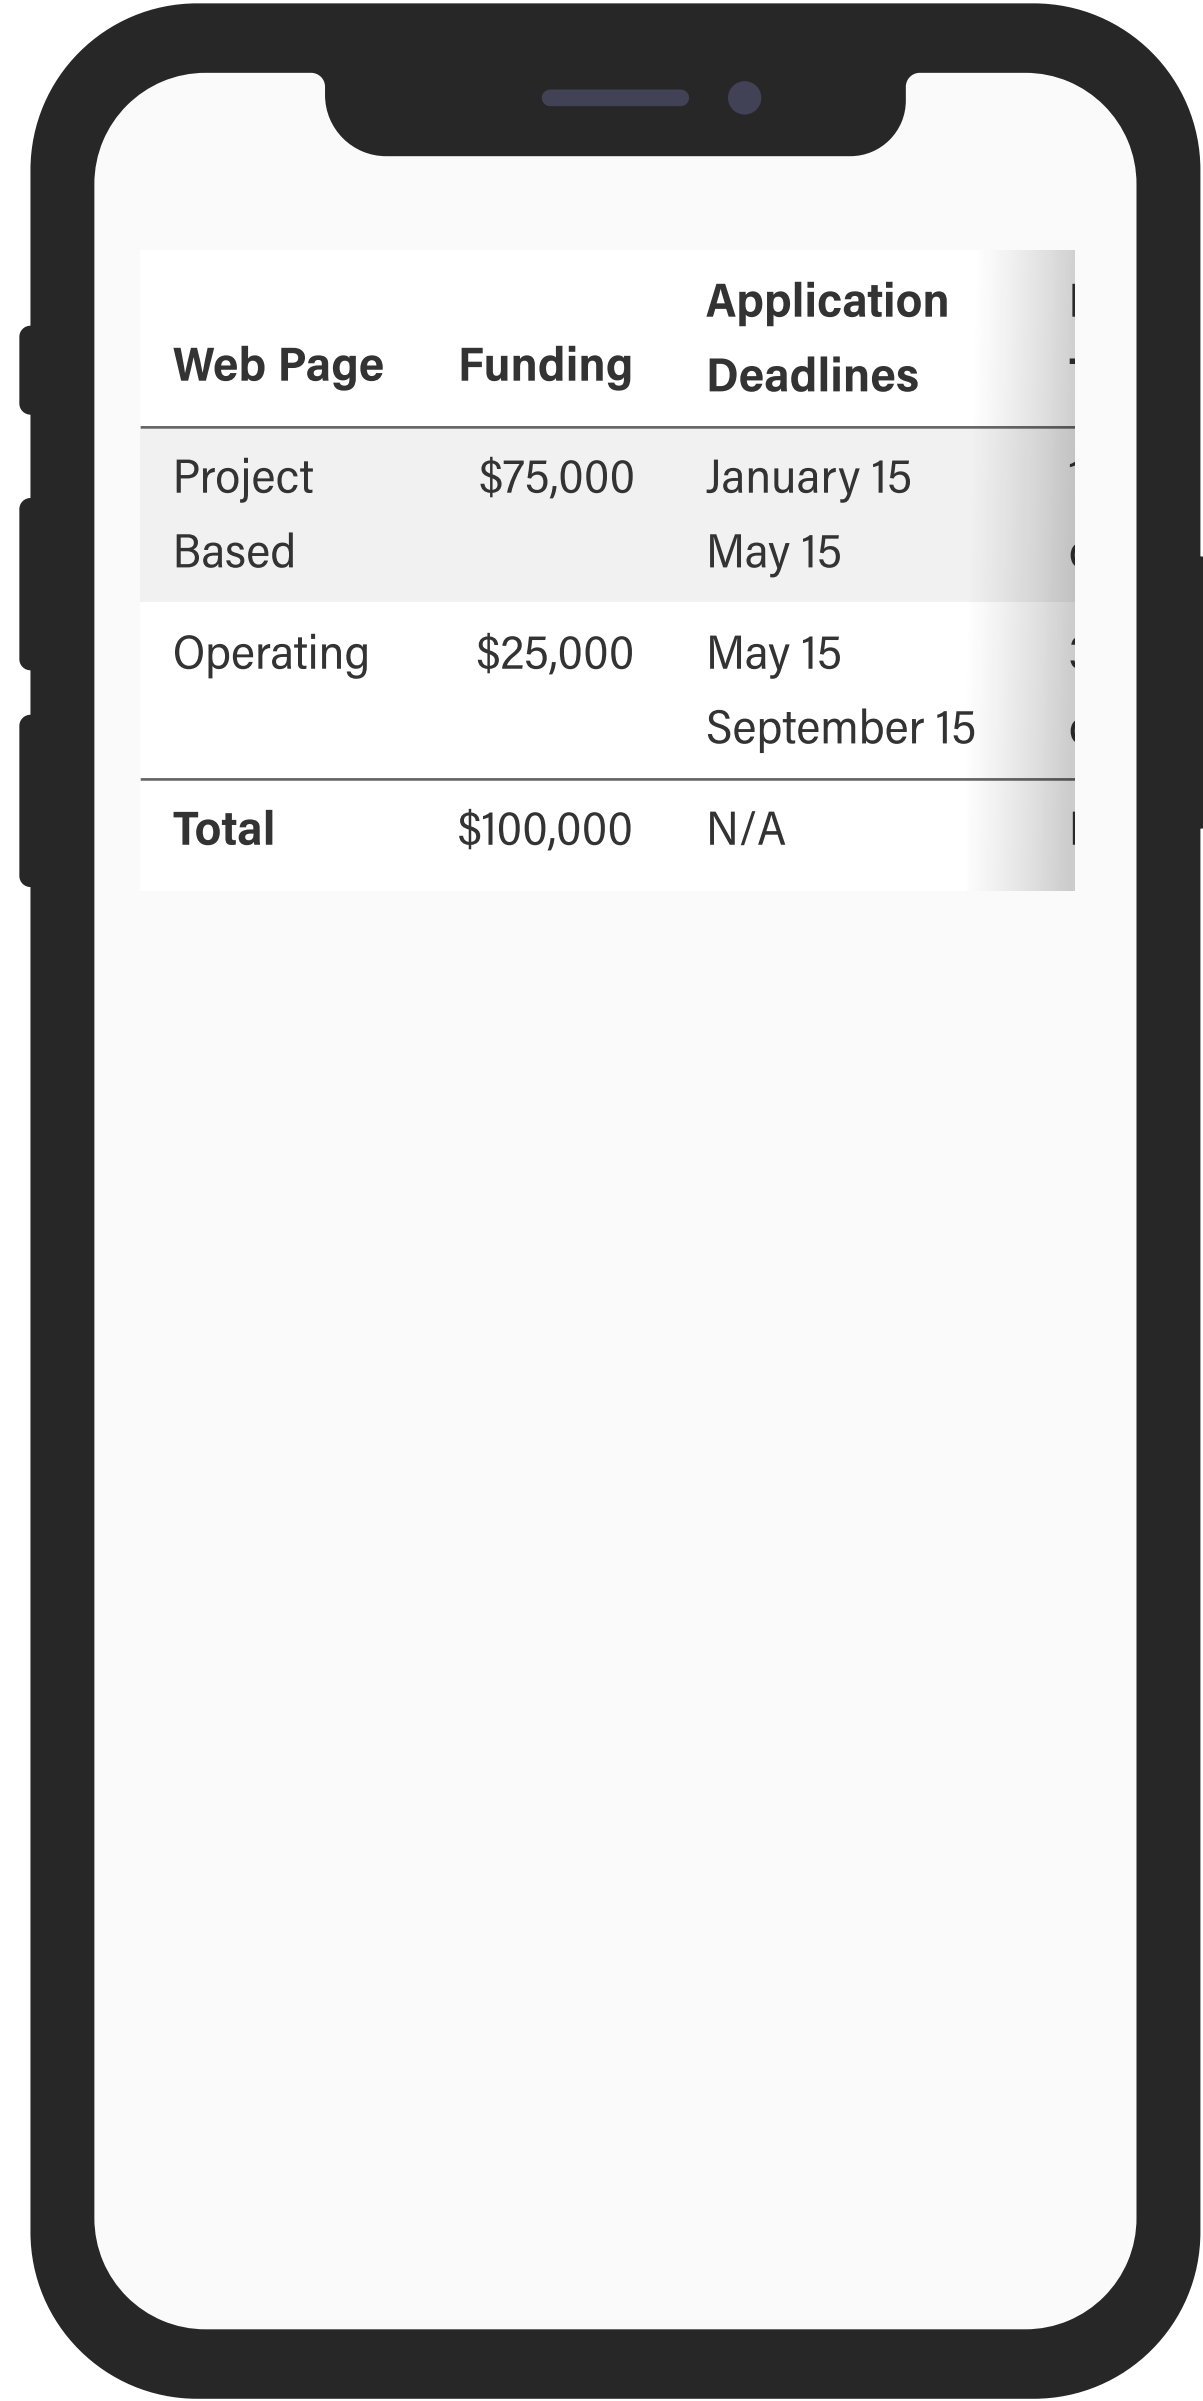 Web Page Funding Application
Deadlines
Project $75,000 January 15
Based May 15
Operating $25,000 May 15
September 15
Total $100,000 N/A